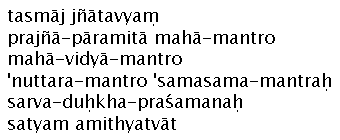 tasmāj jñātavyaṃ
prajñā-pāramitā mahā-mantro
mahā-vidyā-mantro
'nuttara-mantro 'samasama-mantraḥ
sarva-duḥkha-praśamanaḥ
satyam amithyatvāt